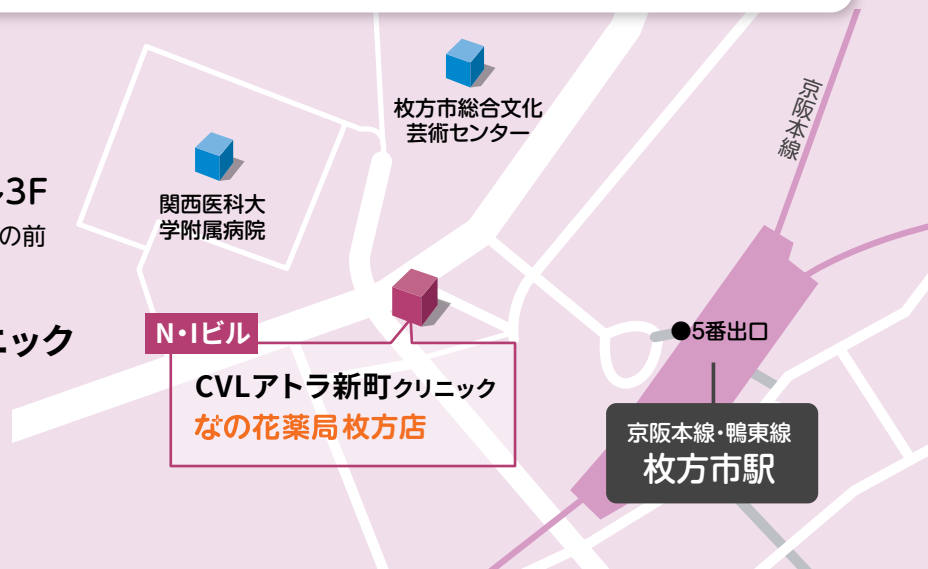 枚方市総合文化
芸術センター
京阪本線
3F
関西医科大
学附属病院
の前
N・Iビル
ニック
●5番出口
CVLアトラ新町クリニック
なの花薬局 枚方店
京阪本線・鴨東線
枚方市駅